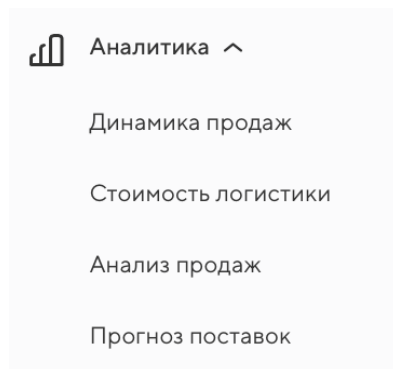 Аналитика
Динамика продаж
Стоимость логистики
Анализ продаж
Прогноз поставок